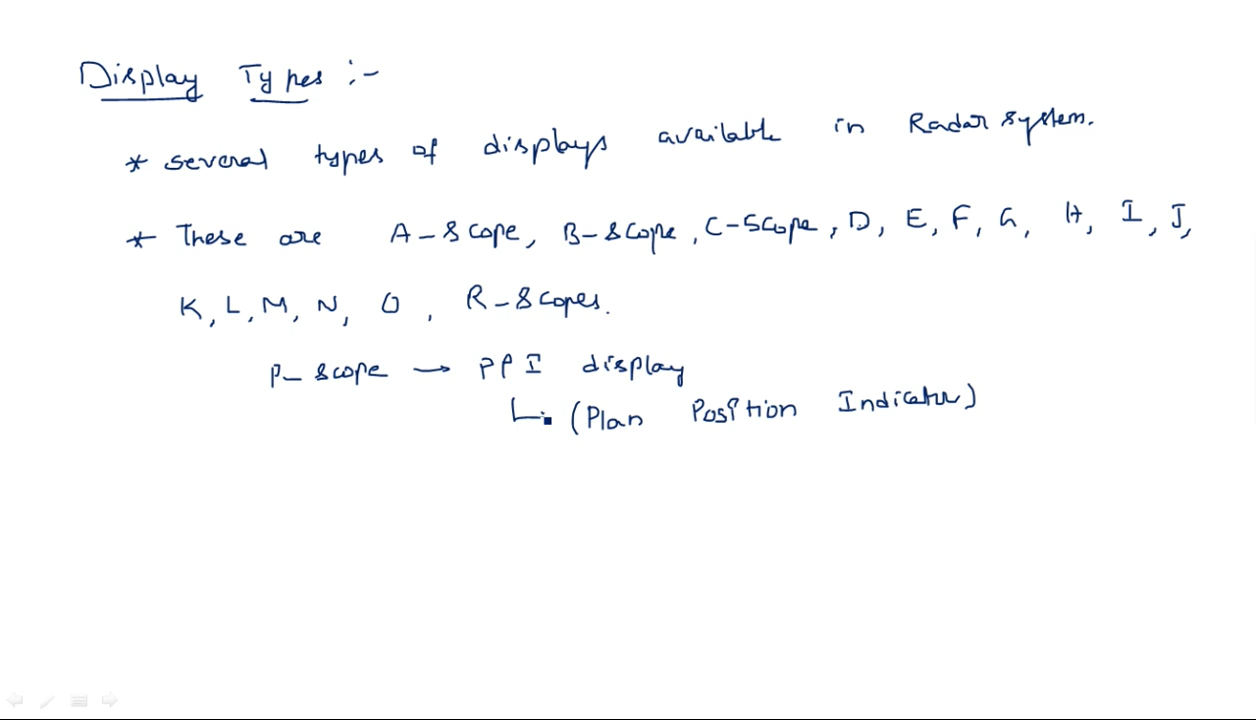 Display Types :-
* Several types of displays available in Radar system.
* These are A-Scope, B-Scope, C-Scope, D, E, F, G, H, I, J,
K, L, M, N, O, R-Scopes.
P-Scope → PPI display
(Plan Position Indicator)